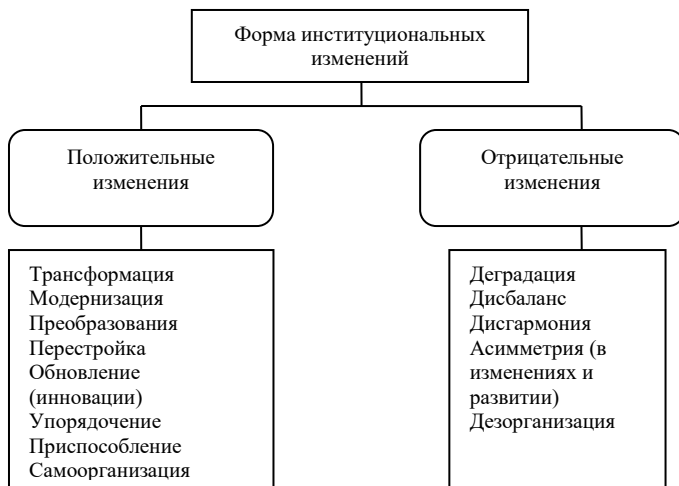 Форма институциональных
изменений
Положительные
изменения
Отрицательные
изменения
Трансформация
Модернизация
Преобразования
Перестройка
Обновление
(инновации)
Упорядочение
Приспособление
Самоорганизация
Деградация
Дисбаланс
Дисгармония
Асимметрия (в
изменениях и
развитии)
Дезорганизация